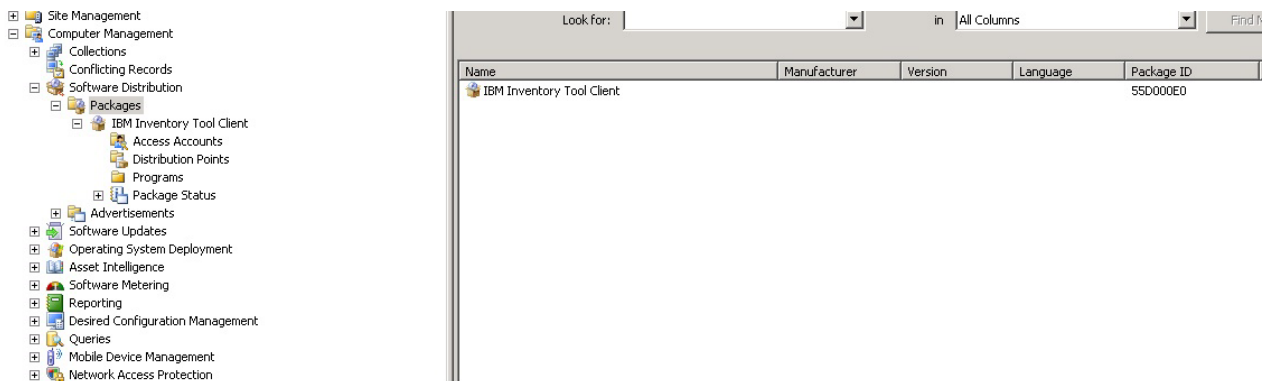 Site Management
Computer Management
Collections
Conflicting Records
Software Distribution
Packages
IBM Inventory Tool Client
Access Accounts
Distribution Points
Programs
Package Status
Advertisements
Software Updates
Operating System Deployment
Asset Intelligence
Software Metering
Reporting
Desired Configuration Management
Queries
Mobile Device Management
Network Access Protection
Look for: in All Columns Find
Name Manufacturer Version Language Package ID
IBM Inventory Tool Client 55D000E0